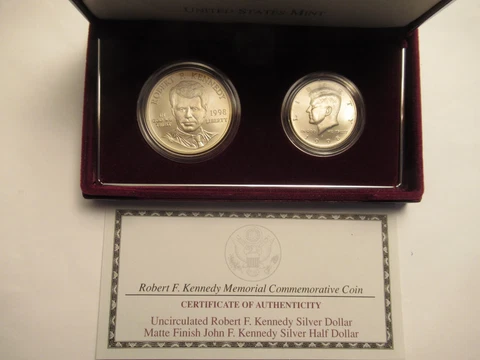 UNITED STATES MINT
ROBERT F. KENNEDY
1998
LIBERTY
Robert F. Kennedy Memorial Commemorative Coin
CERTIFICATE OF AUTHENTICITY
Uncirculated Robert F. Kennedy Silver Dollar
Matte Finish John F. Kennedy Silver Half Dollar